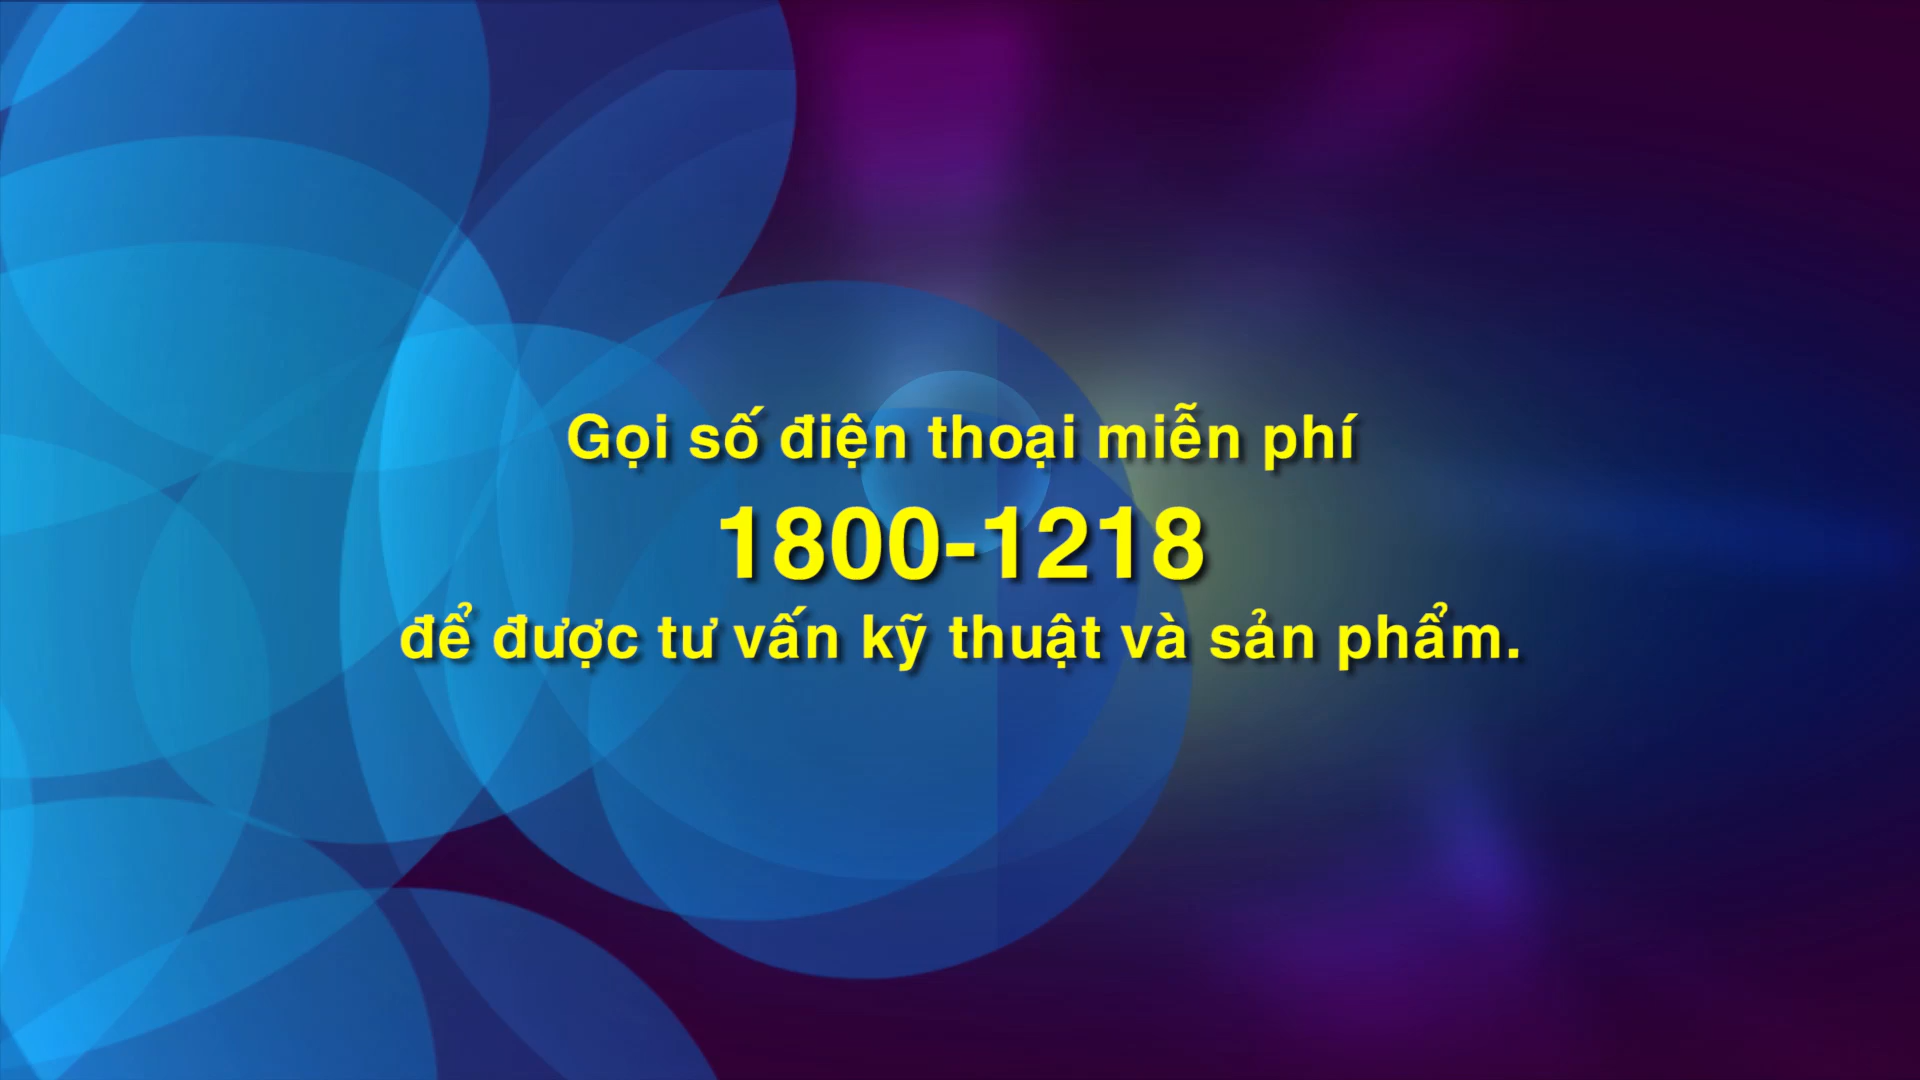 Gọi số điện thoại miễn phí
1800-1218
để được tư vấn kỹ thuật và sản phẩm.